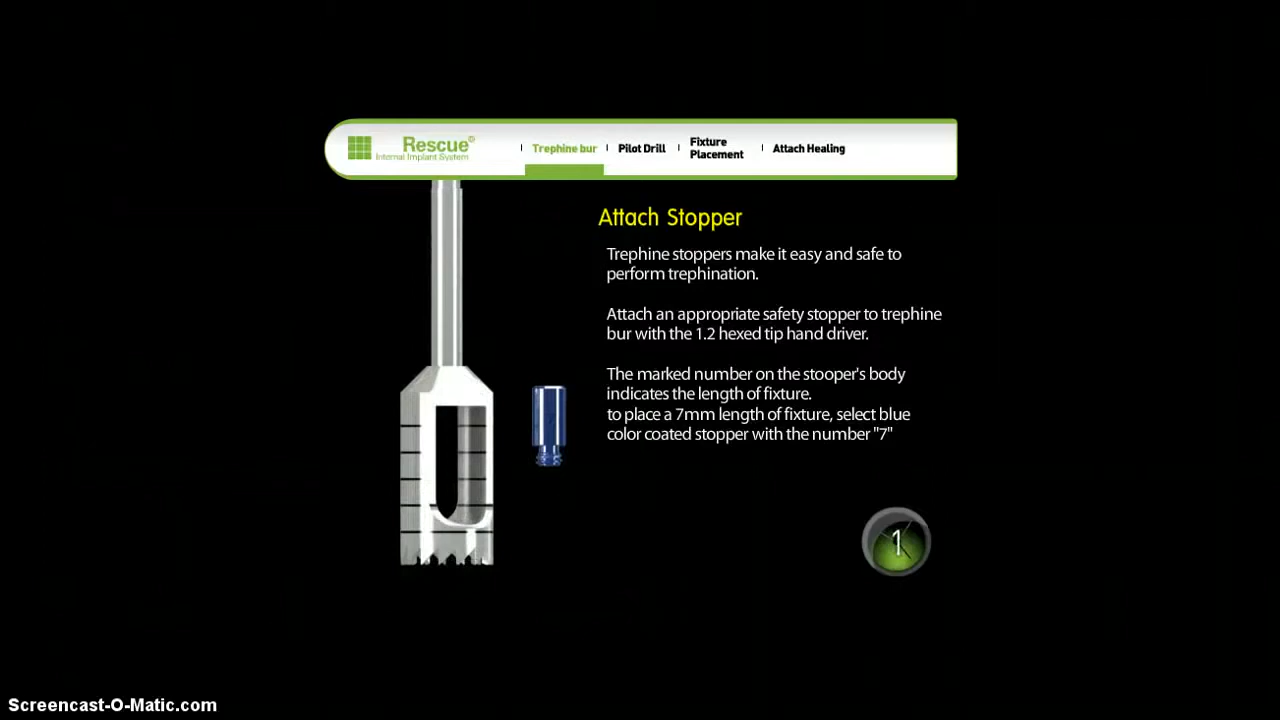 Rescue®
Internal Implant System
Trephine bur
Pilot Drill
Fixture
Placement
Attach Healing
Attach Stopper
Trephine stoppers make it easy and safe to
perform trephination.
Attach an appropriate safety stopper to trephine
bur with the 1.2 hexed tip hand driver.
The marked number on the stooper's body
indicates the length of fixture.
to place a 7mm length of fixture, select blue
color coated stopper with the number "7"
1
Screencast-O-Matic.com